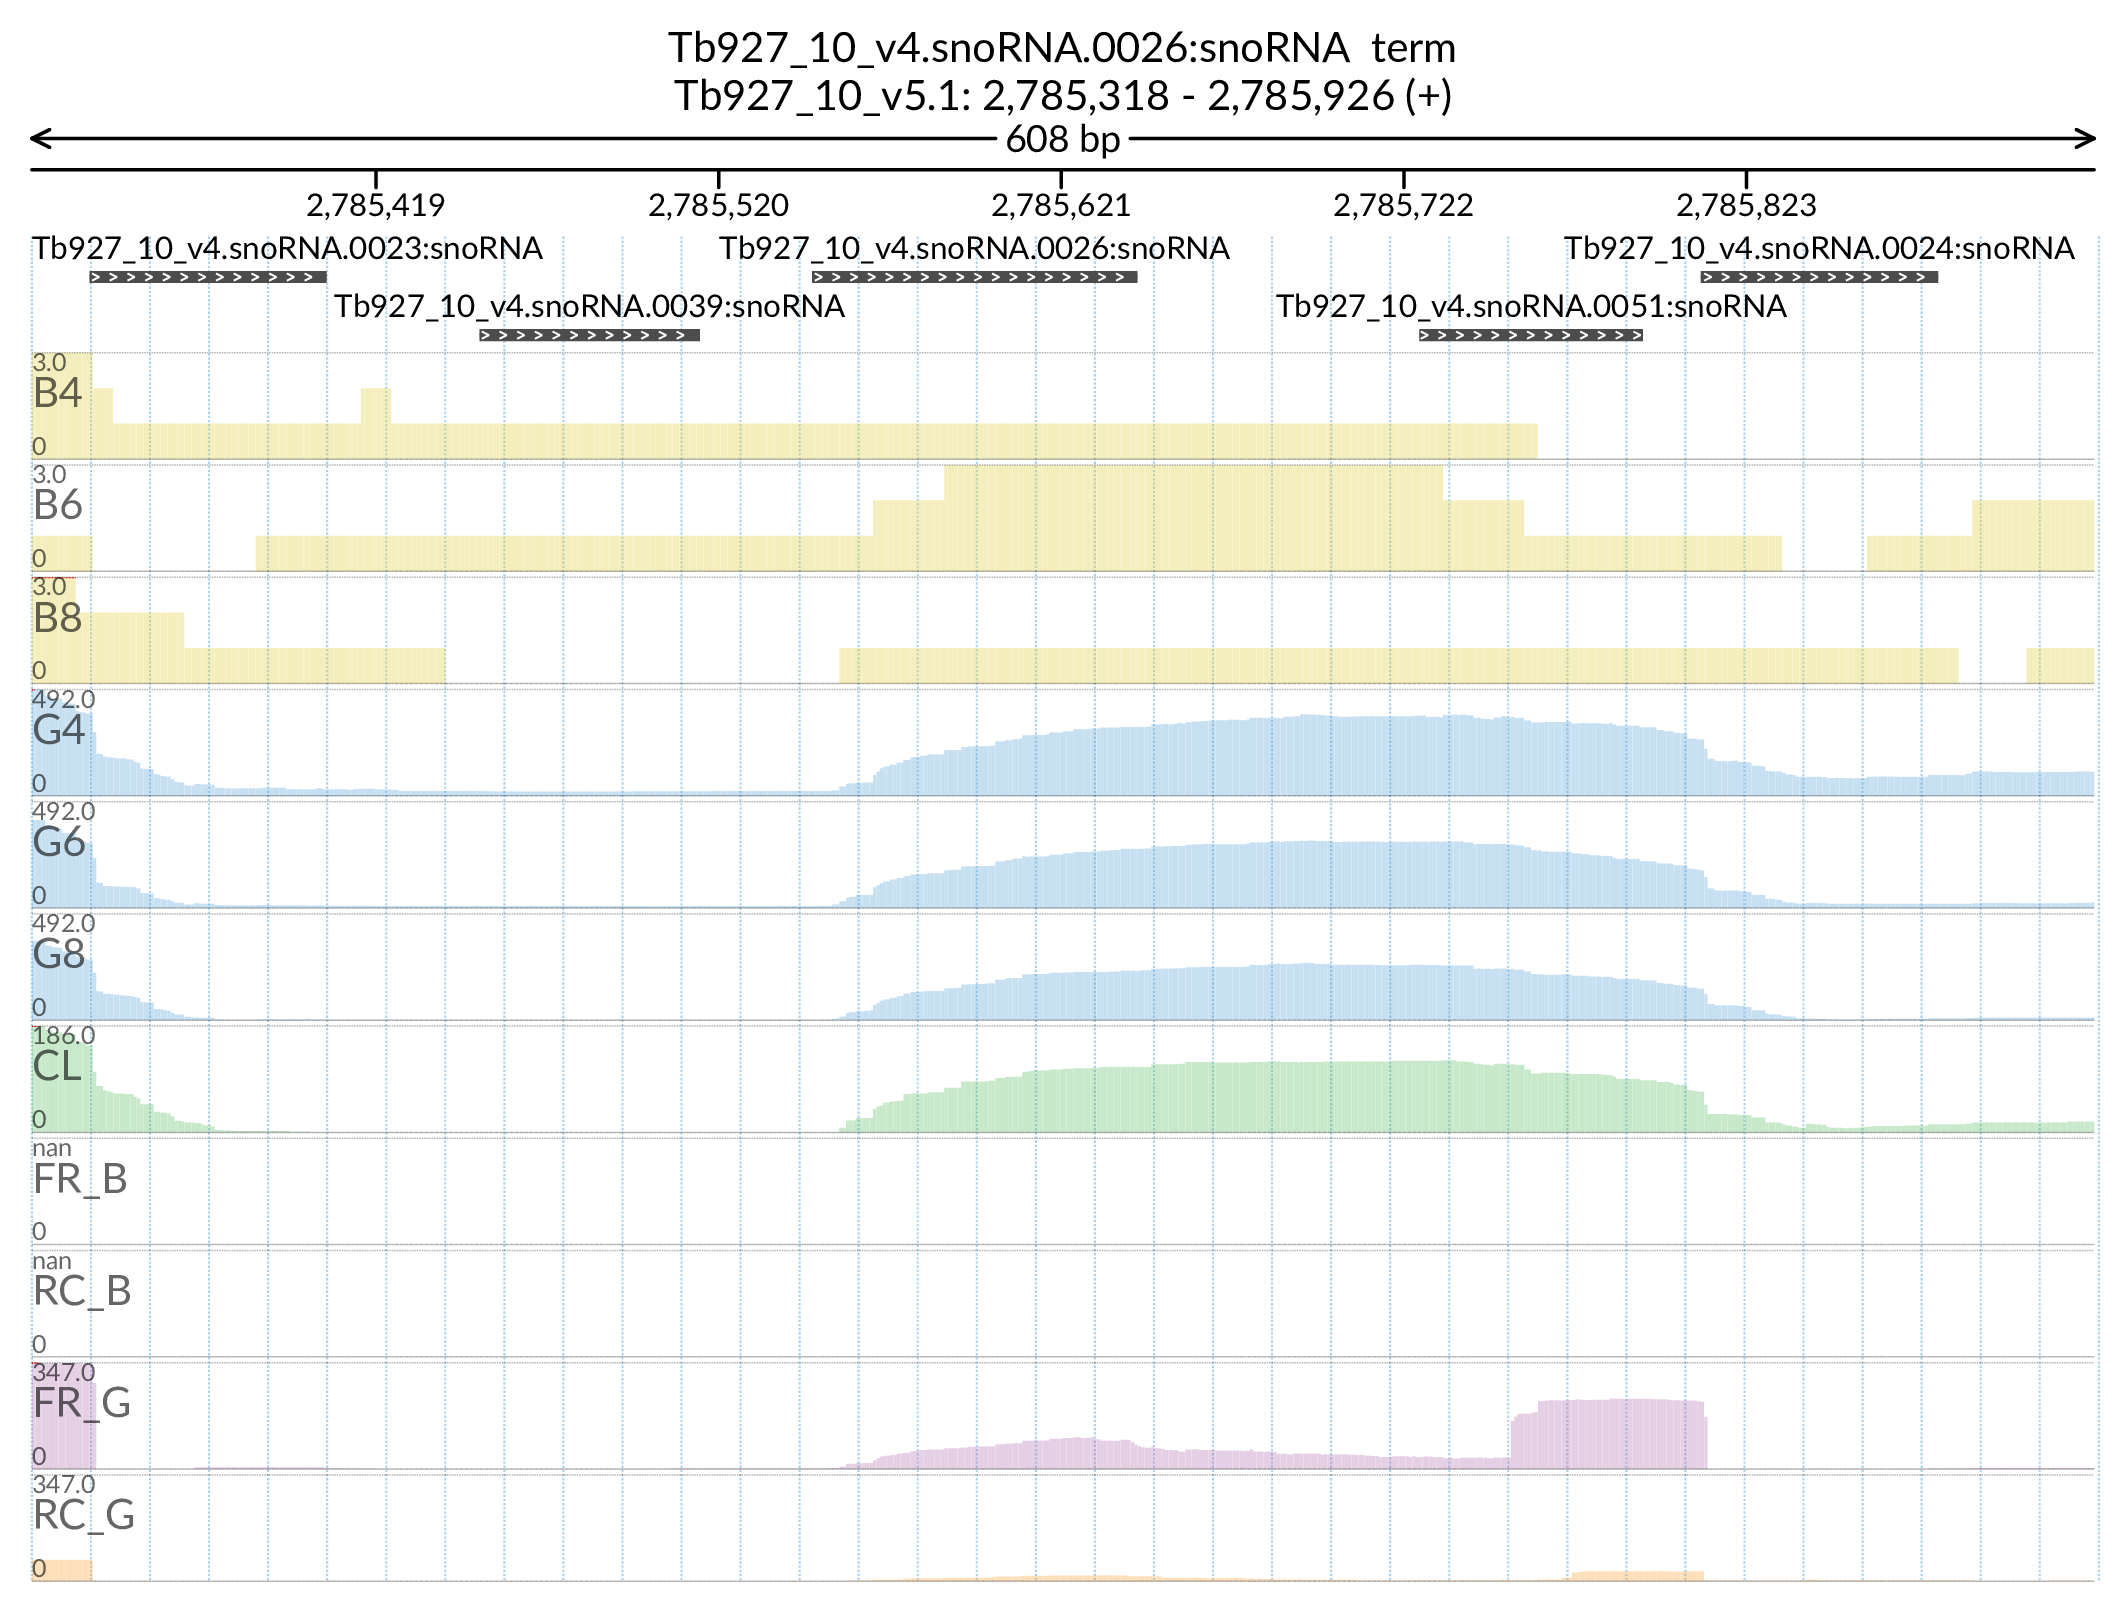 Tb927_10_v4.snoRNA.0026:snoRNA  term
Tb927_10_v5.1: 2,785,318 - 2,785,926 (+)
608 bp
2,785,419 2,785,520 2,785,621 2,785,722 2,785,823
Tb927_10_v4.snoRNA.0023:snoRNA Tb927_10_v4.snoRNA.0026:snoRNA Tb927_10_v4.snoRNA.0024:snoRNA
Tb927_10_v4.snoRNA.0039:snoRNA Tb927_10_v4.snoRNA.0051:snoRNA
3.0
B4
0
3.0
B6
0
3.0
B8
0
492.0
G4
0
492.0
G6
0
492.0
G8
0
186.0
CL
0
nan
FR_B
0
nan
RC_B
0
347.0
FR_G
0
347.0
RC_G
0